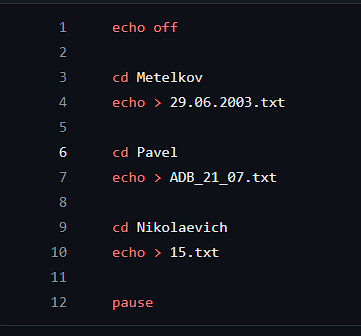 1 echo off
2
3 cd Metelkov
4 echo > 29.06.2003.txt
5
6 cd Pavel
7 echo > ADB_21_07.txt
8
9 cd Nikolaevich
10 echo > 15.txt
11
12 pause